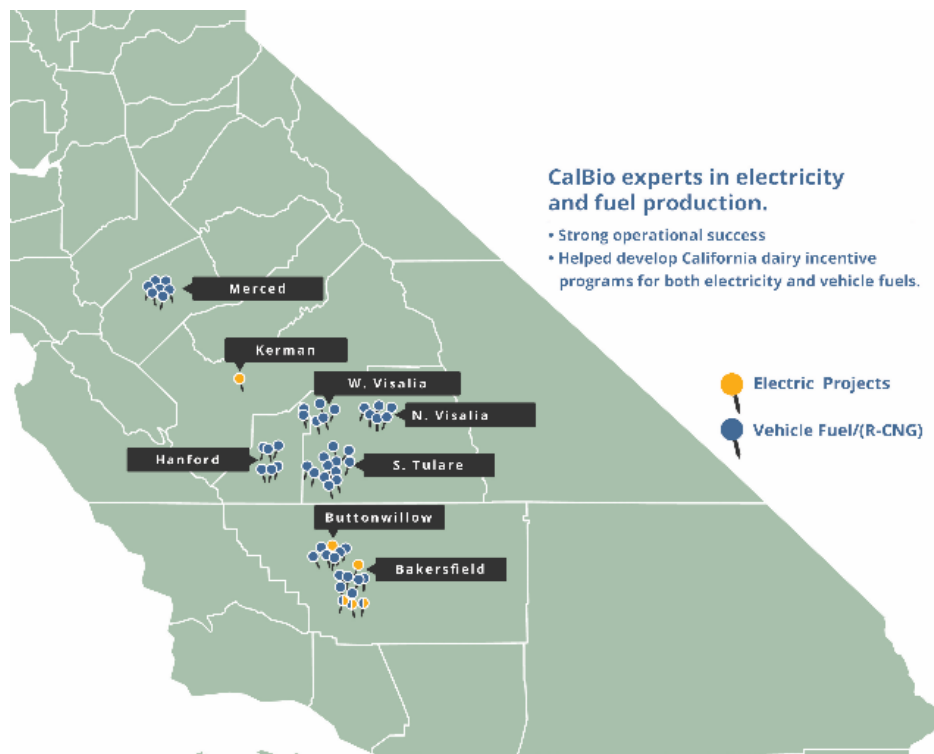 CalBio experts in electricity
and fuel production.
• Strong operational success
• Helped develop California dairy incentive
programs for both electricity and vehicle fuels.
Merced
Kerman
W. Visalia
N. Visalia
Hanford
S. Tulare
Buttonwillow
Bakersfield
Electric Projects
Vehicle Fuel/(R-CNG)